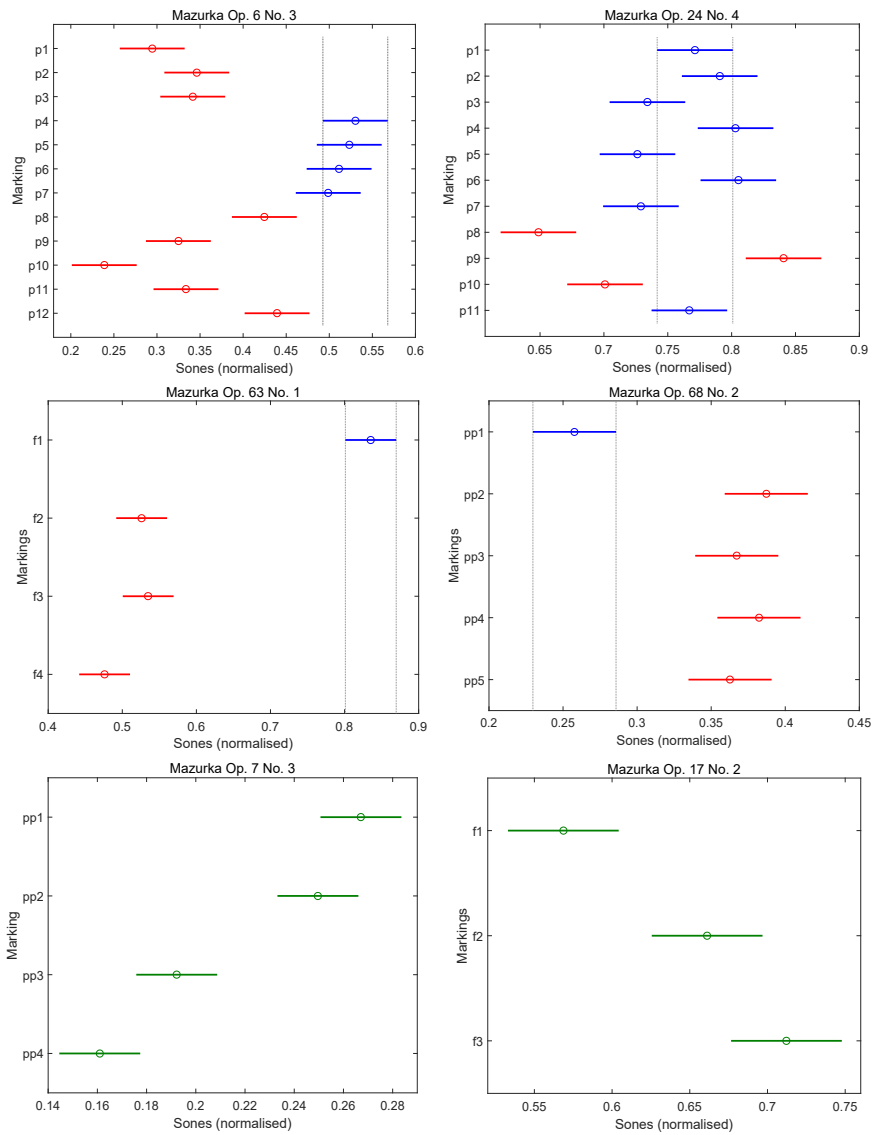 Mazurka Op. 6 No. 3
p1
p2
p3
p4
p5
p6
p7
p8
p9
p10
p11
p12
Marking
0.2 0.25 0.3 0.35 0.4 0.45 0.5 0.55 0.6
Sones (normalised)
Mazurka Op. 24 No. 4
p1
p2
p3
p4
p5
p6
p7
p8
p9
p10
p11
Marking
0.65 0.7 0.75 0.8 0.85 0.9
Sones (normalised)
Mazurka Op. 63 No. 1
f1
f2
f3
f4
Markings
0.4 0.5 0.6 0.7 0.8 0.9
Sones (normalised)
Mazurka Op. 68 No. 2
pp1
pp2
pp3
pp4
pp5
Markings
0.2 0.25 0.3 0.35 0.4 0.45
Sones (normalised)
Mazurka Op. 7 No. 3
pp1
pp2
pp3
pp4
Marking
0.14 0.16 0.18 0.2 0.22 0.24 0.26 0.28
Sones (normalised)
Mazurka Op. 17 No. 2
f1
f2
f3
Markings
0.55 0.6 0.65 0.7 0.75
Sones (normalised)